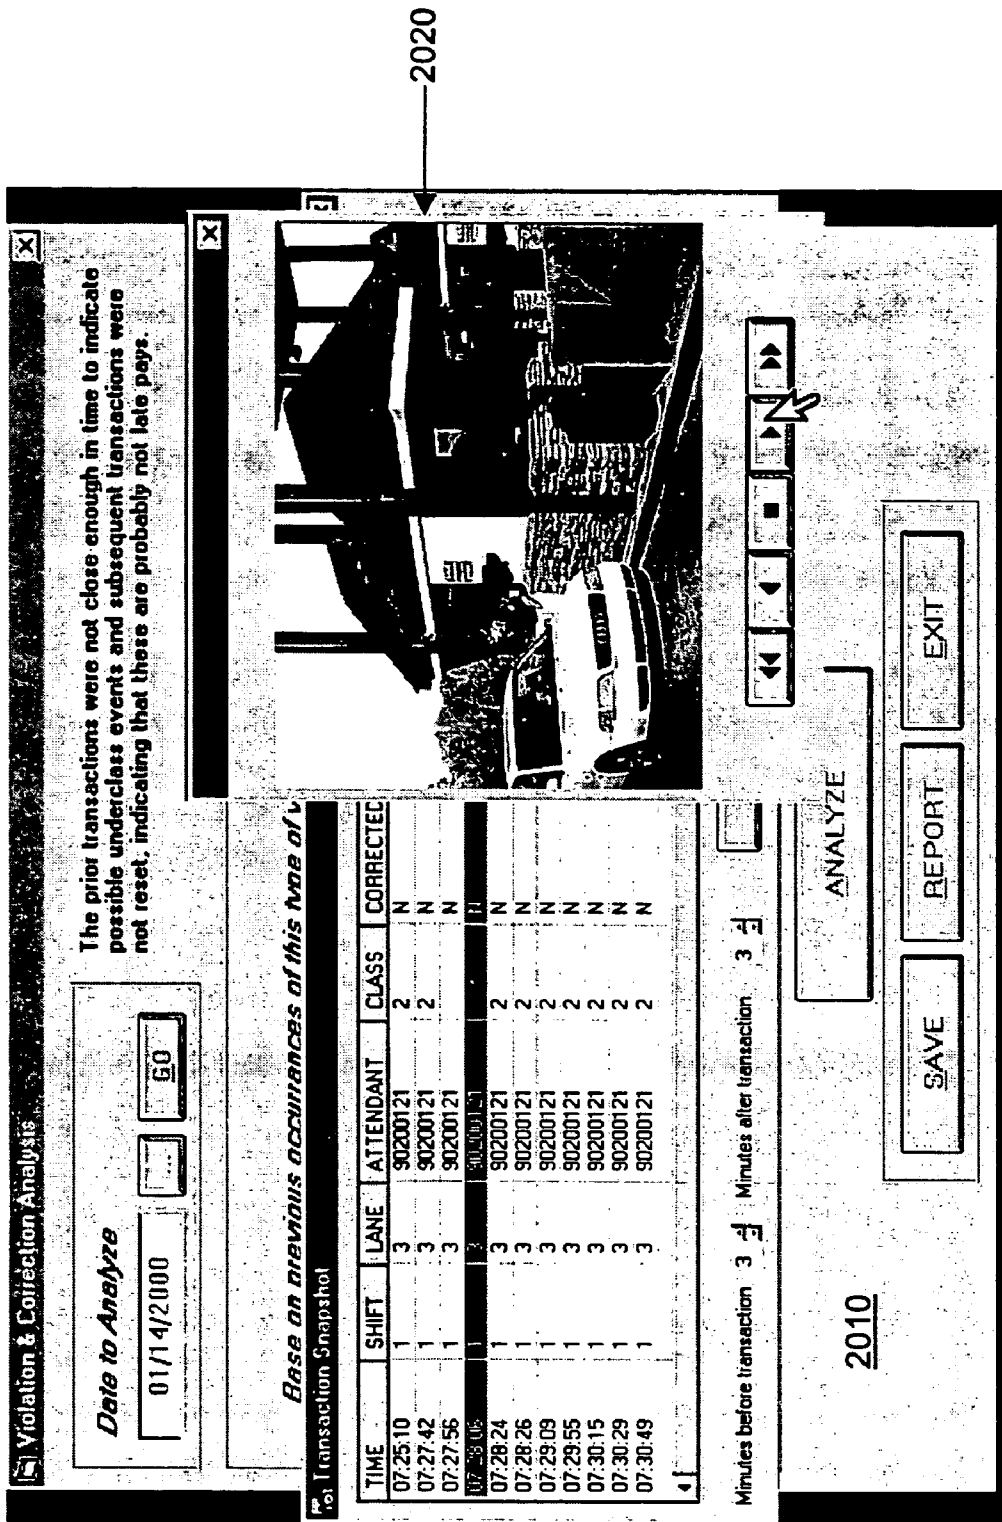 Violation & Collection Analysis
Date to Analyze
01/14/2000
...
GO
The prior transactions were not close enough in time to indicate
possible underclass events and subsequent transactions were
not reset, indicating that these are probably not late pays.
Base on previous occurrances of this type of
Transaction Snapshot
TIME SHIFT LANE ATTENDANT CLASS CORRECTED
07:25:10 1 3 90200121 2 N
07:27:42 1 3 90200121 2 N
07:27:56 1 3 90200121 N
07:28:06 1 3 90200121 N
07:28:24 1 3 90200121 2 N
07:28:26 1 3 90200121 2 N
07:29:09 1 3 90200121 2 N
07:29:55 1 3 90200121 2 N
07:30:15 1 3 90200121 2 N
07:30:29 1 3 90200121 2 N
07:30:49 1 3 90200121 2 N
Minutes before transaction 3 Minutes after transaction 3
ANALYZE
SAVE REPORT EXIT
2010
2020